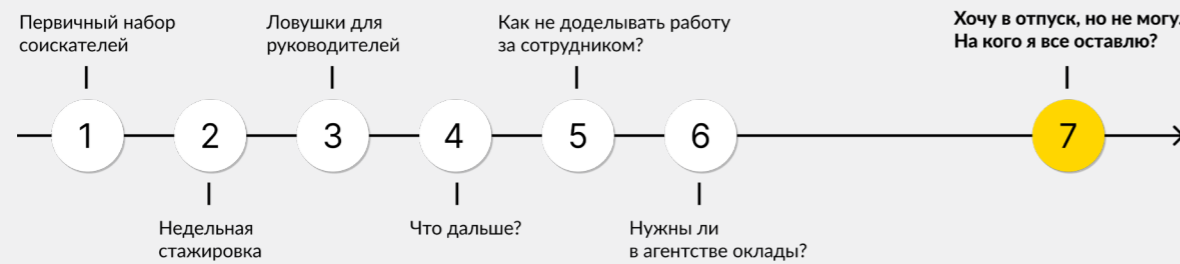 Первичный набор
соискателей
Ловушки для
руководителей
Как не доделывать работу
за сотрудником?
Хочу в отпуск, но не могу.
На кого я все оставлю?
1
2
3
4
5
6
7
Недельная
стажировка
Что дальше?
Нужны ли
в агентстве оклады?